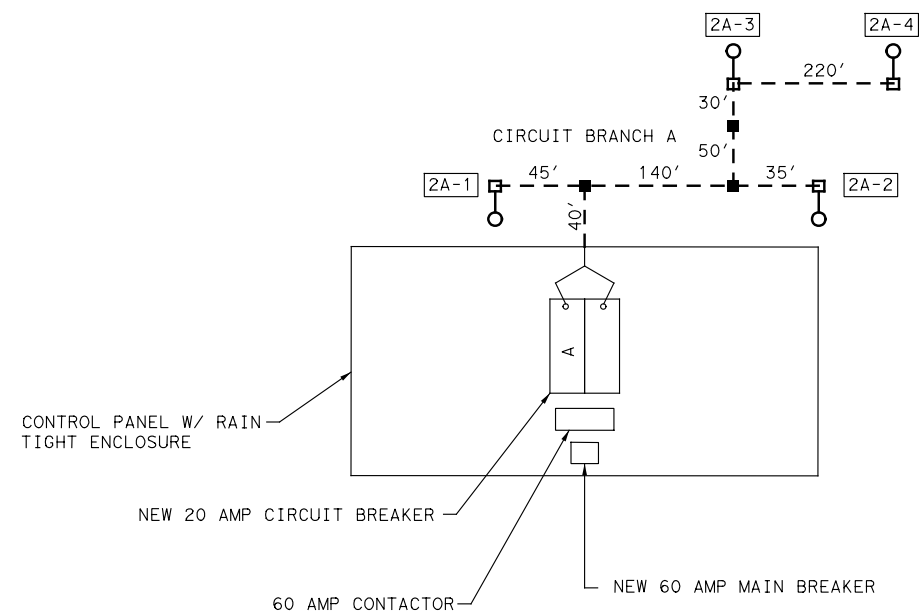 2A-3
2A-4
220′
30′
CIRCUIT BRANCH A
50′
2A-1
45′
140′
35′
2A-2
40′
A
CONTROL PANEL W/ RAIN
TIGHT ENCLOSURE
NEW 20 AMP CIRCUIT BREAKER
NEW 60 AMP MAIN BREAKER
60 AMP CONTACTOR